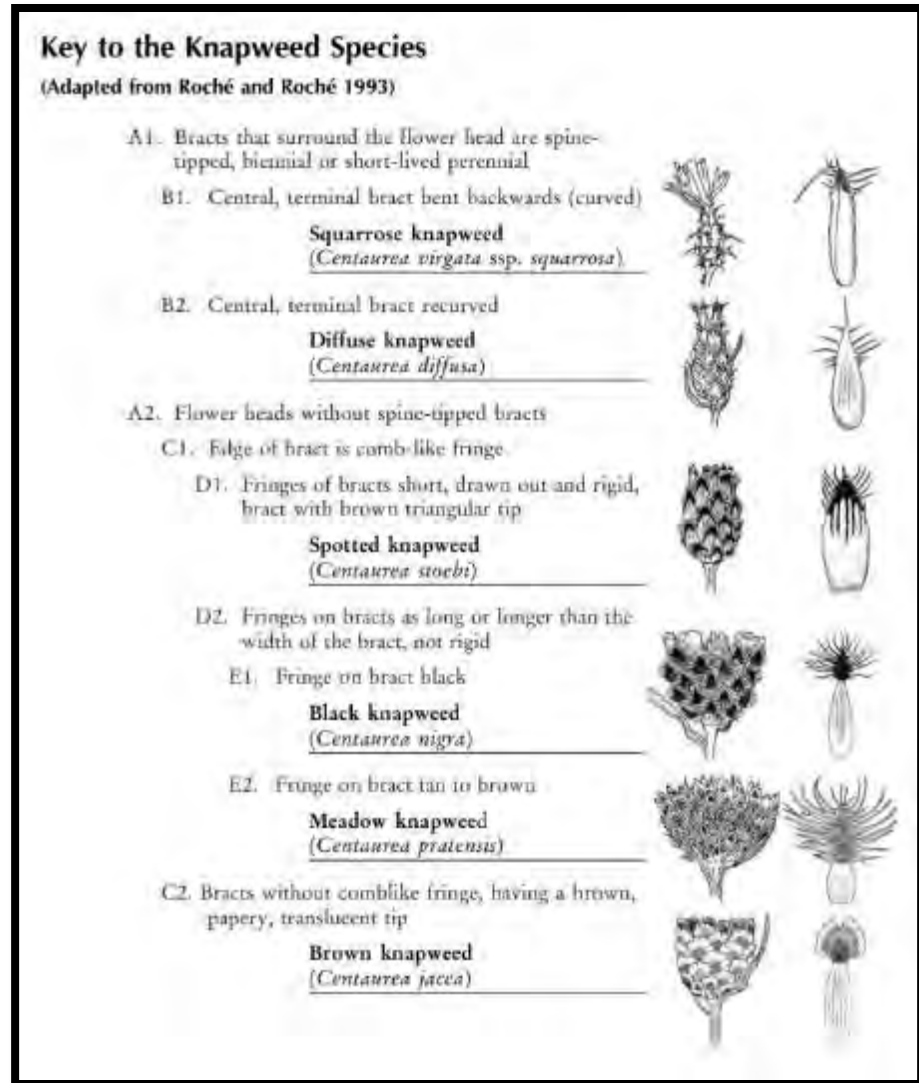 Key to the Knapweed Species
(Adapted from Roché and Roché 1993)
A1. Bracts that surround the flower head are spine-
tipped, biennial or short-lived perennial
B1. Central, terminal bract bent backwards (curved)
Squarrose knapweed
(Centaurea virgata ssp. squarrosa)
B2. Central, terminal bract recurved
Diffuse knapweed
(Centaurea diffusa)
A2. Flower heads without spine-tipped bracts
C1. Edge of bract is comb-like fringe
D1. Fringes of bracts short, drawn out and rigid,
bract with brown triangular tip
Spotted knapweed
(Centaurea stoebi)
D2. Fringes on bracts as long or longer than the
width of the bract, not rigid
E1. Fringe on bract black
Black knapweed
(Centaurea nigra)
E2. Fringe on bract tan to brown
Meadow knapweed
(Centaurea pratensis)
C2. Bracts without comblike fringe, having a brown,
papery, translucent tip
Brown knapweed
(Centaurea jacea)